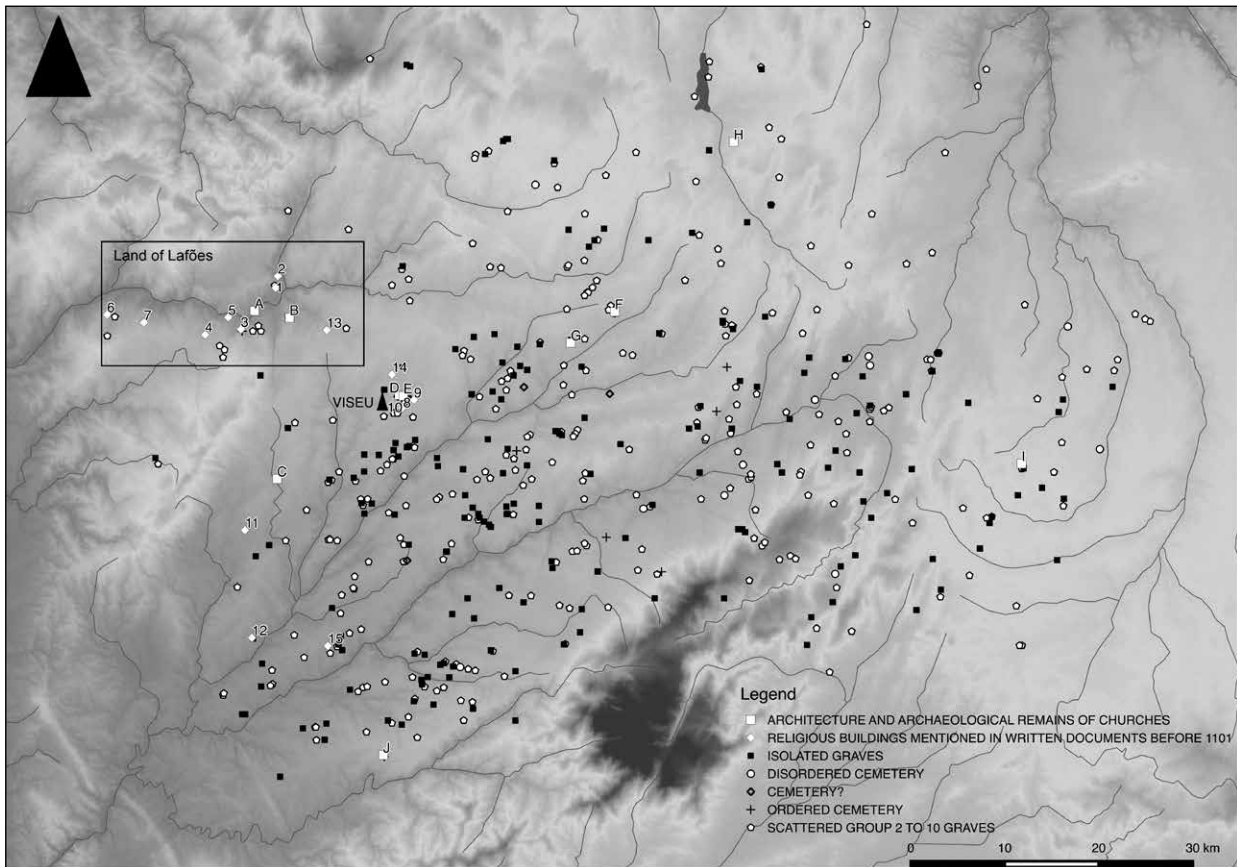 H
Land of Lafões
2
1
6
7
5
A
B
4
3
13
F
G
14
D
E
9
VISEU
8
10
I
C
11
12
15
J
Legend
ARCHITECTURE AND ARCHAEOLOGICAL REMAINS OF CHURCHES
RELIGIOUS BUILDINGS MENTIONED IN WRITTEN DOCUMENTS BEFORE 1101
ISOLATED GRAVES
DISORDERED CEMETERY
CEMETERY?
ORDERED CEMETERY
SCATTERED GROUP 2 TO 10 GRAVES
0 10 20 30 km